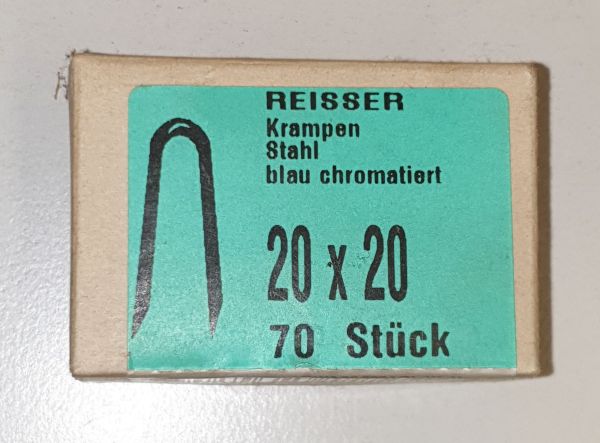 REISSER
Krampen
Stahl
blau chromatiert
20 x 20
70 Stück